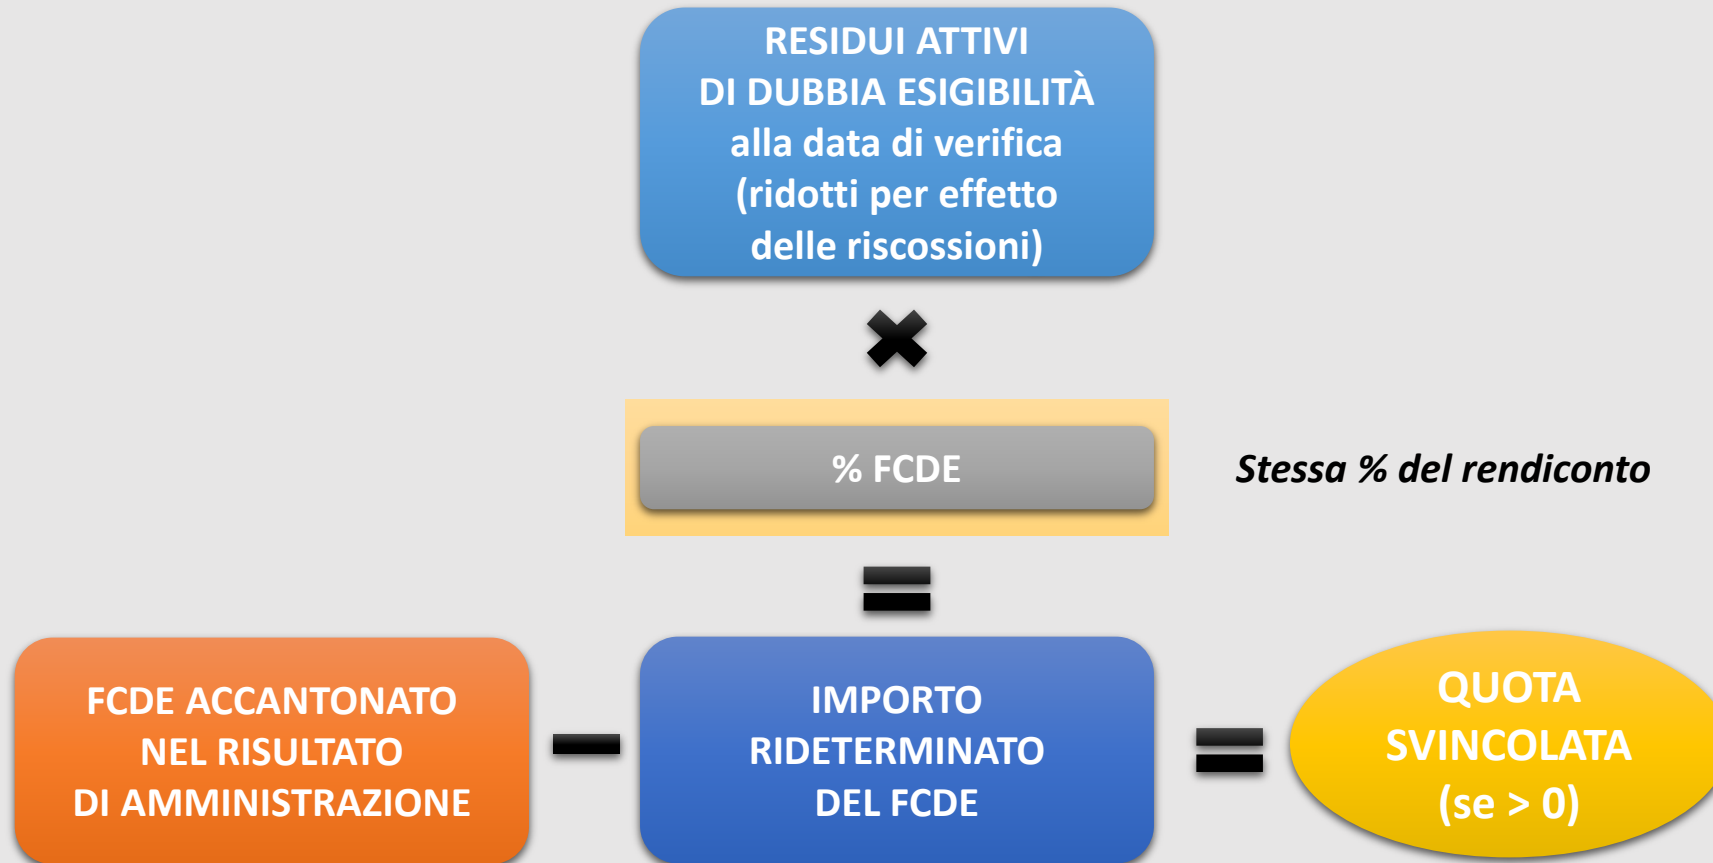 RESIDUI ATTIVI
DI DUBBIA ESIGIBILITÀ
alla data di verifica
(ridotti per effetto
delle riscossioni)
% FCDE
Stessa % del rendiconto
FCDE ACCANTONATO
NEL RISULTATO
DI AMMINISTRAZIONE
IMPORTO
RIDETERMINATO
DEL FCDE
QUOTA
SVINCOLATA
(se > 0)